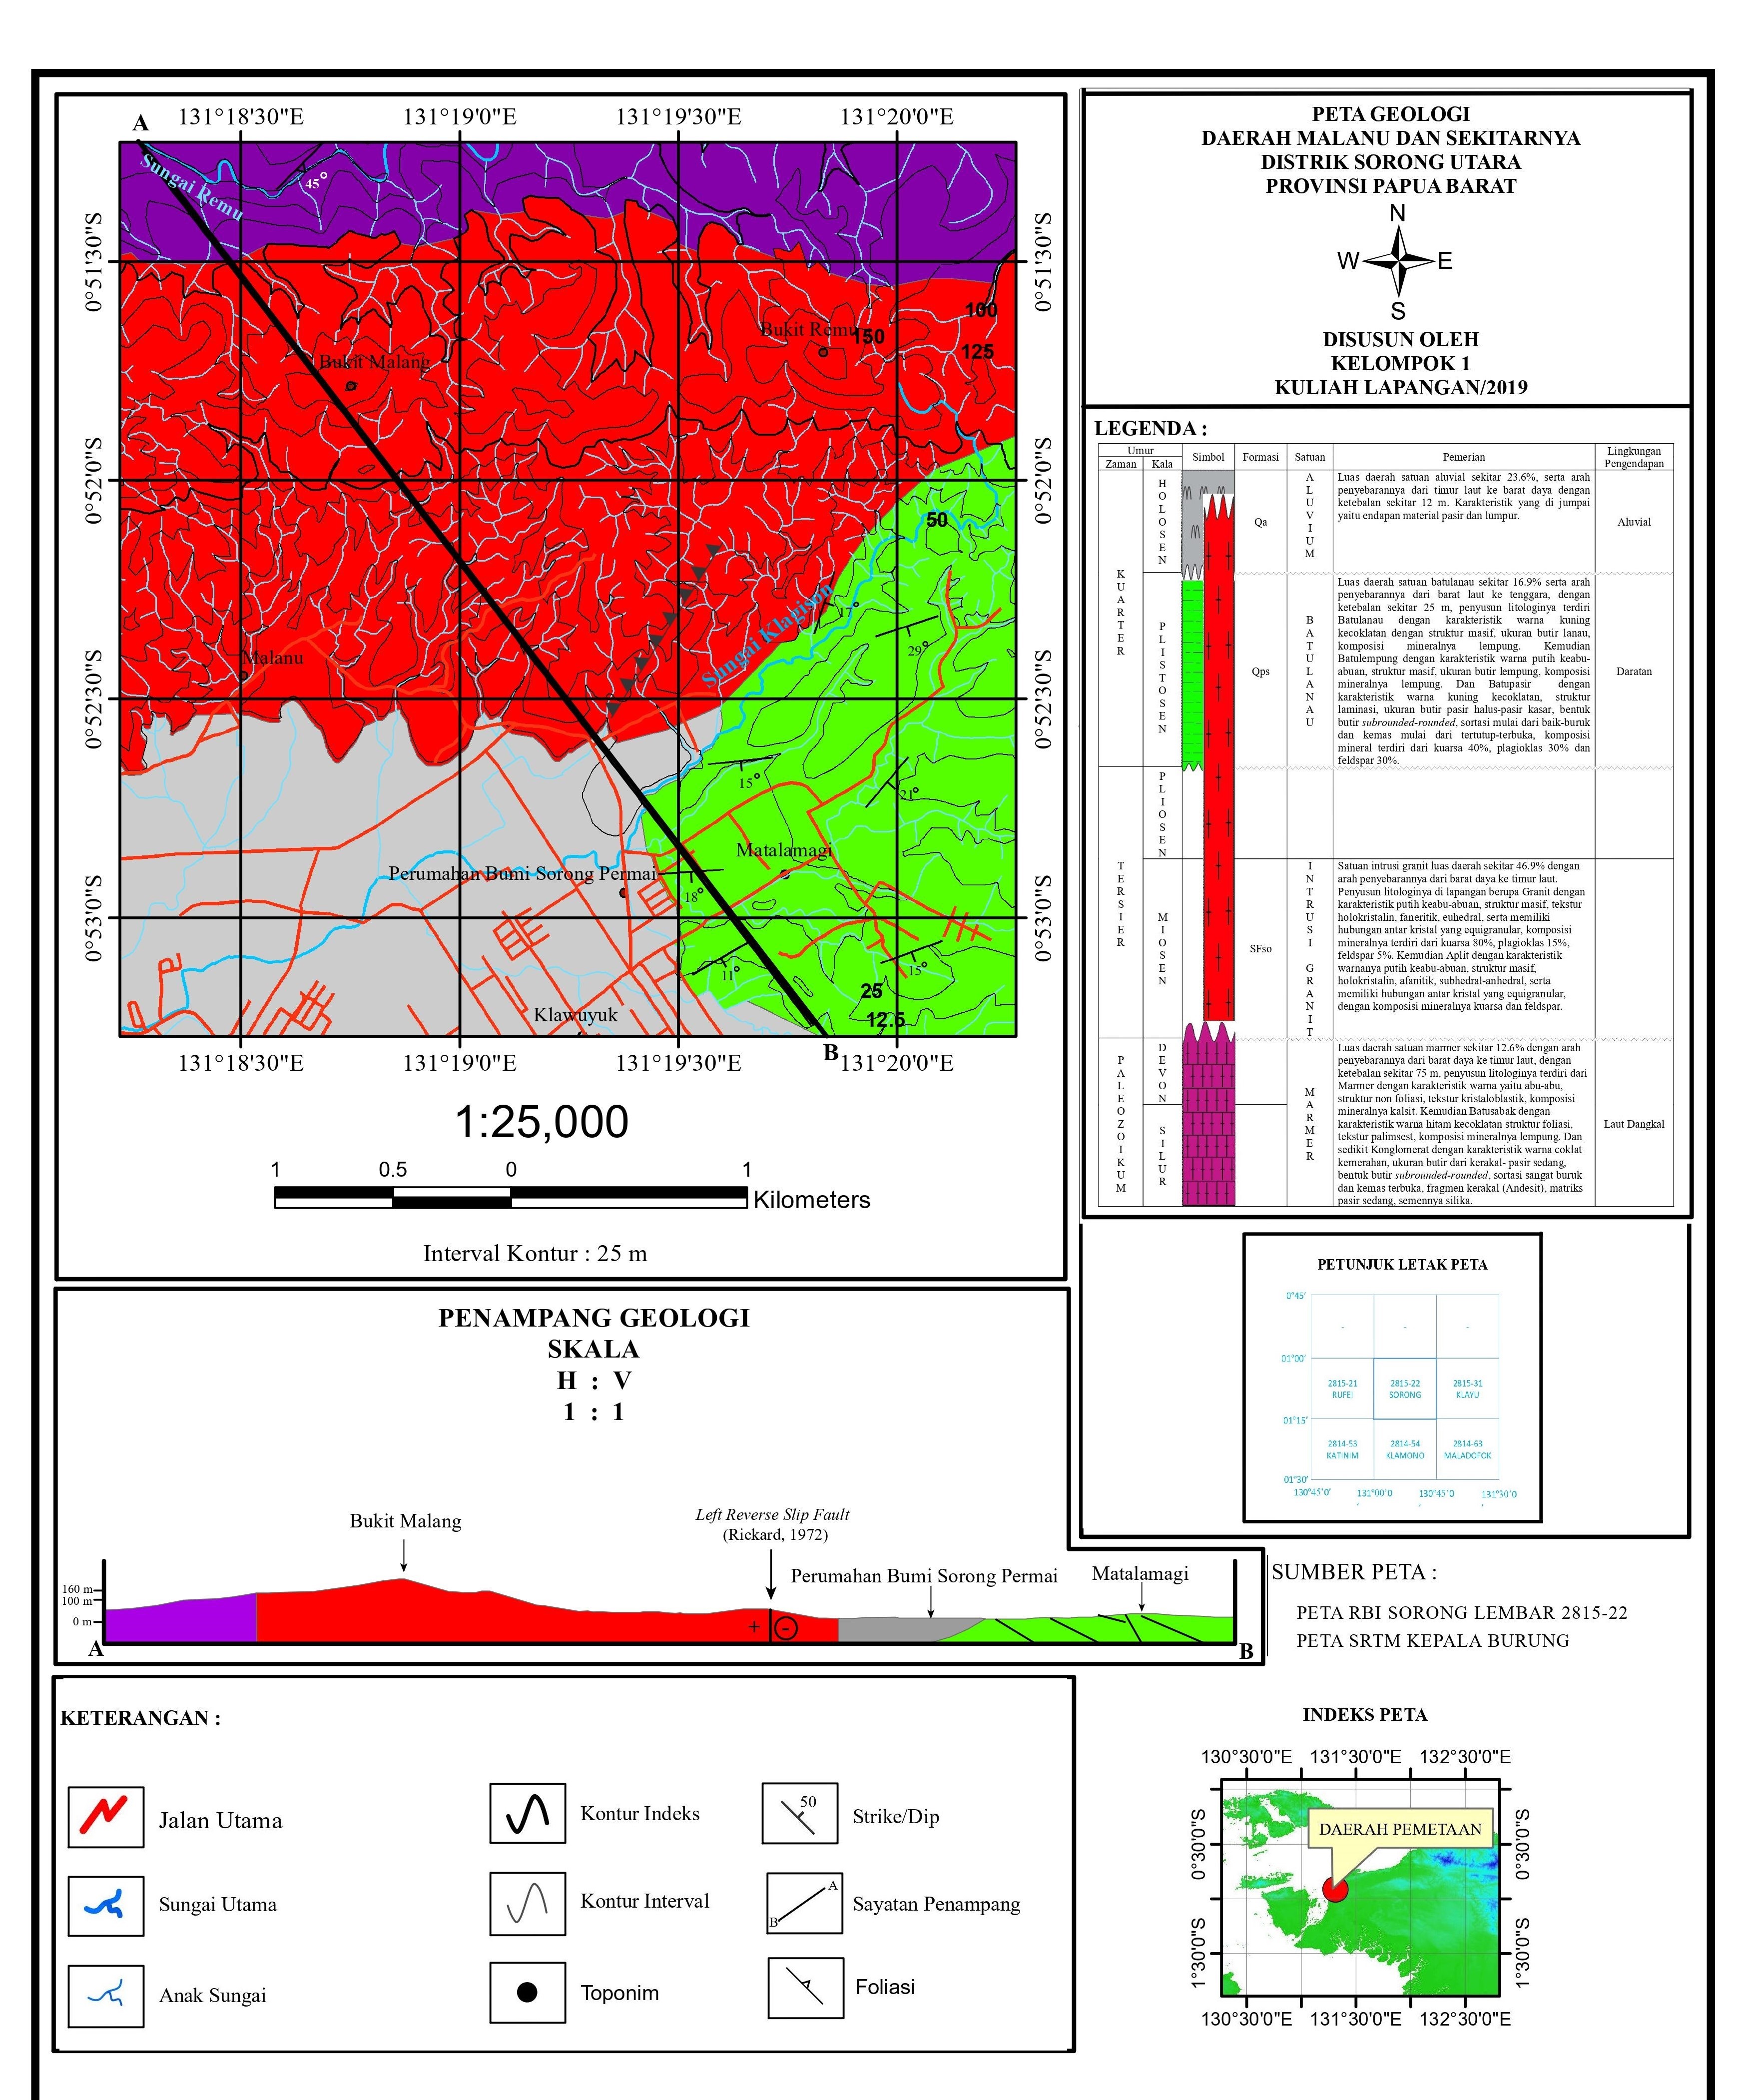 A
131°18'30"E 131°19'0"E 131°19'30"E 131°20'0"E
0°51'30"S 0°51'30"S
0°52'0"S 0°52'0"S
0°52'30"S 0°52'30"S
0°53'0"S 0°53'0"S
Sungai Remu
45°
100
Bukit Remu 150
125
Bukit Malang
50
Sungai Klagison
17°
29°
Malanu
15°
21°
Matalamagi
Perumahan Bumi Sorong Permai
18°
11°
15°
25
Klawuyuk
12.5
B
131°18'30"E 131°19'0"E 131°19'30"E 131°20'0"E
1:25,000
1 0.5 0 1
Kilometers
Interval Kontur : 25 m
PETA GEOLOGI
DAERAH MALANU DAN SEKITARNYA
DISTRIK SORONG UTARA
PROVINSI PAPUA BARAT
N
W E
S
DISUSUN OLEH
KELOMPOK 1
KULIAH LAPANGAN/2019
LEGENDA :
Umur
Zaman Kala Simbol Formasi Satuan Pemerian Lingkungan
Pengendapan
KUARTER
HOLOSEN
Qa
ALUVIUM
Luas daerah satuan aluvial sekitar 23.6%, serta arah
penyebarannya dari timur laut ke barat daya dengan
ketebalan sekitar 12 m. Karakteristik yang di jumpai
yaitu endapan material pasir dan lumpur.
Aluvial
PLISTOSEN
Qps
BATULANAU
Luas daerah satuan batulanau sekitar 16.9% serta arah
penyebarannya dari barat laut ke tenggara, dengan
ketebalan sekitar 25 m, penyusun litologinya terdiri
Batulanau dengan karakteristik warna kuning
kecoklatan dengan struktur masif, ukuran butir lanau,
komposisi mineralnya lempung. Kemudian
Batulempung dengan karakteristik warna putih keabu-
abuan, struktur masif, ukuran butir lempung, komposisi
mineralnya lempung. Dan Batupasir dengan
karakteristik warna kuning kecoklatan, struktur
laminasi, ukuran butir pasir halus-pasir kasar, bentuk
butir subrounded-rounded, sortasi mulai dari baik-buruk
dan kemas mulai dari tertutup-terbuka, komposisi
mineral terdiri dari kuarsa 40%, plagioklas 30% dan
feldspar 30%.
Daratan
TERSIER
PLIOSEN
MIOSEN
SFso
INTRUSI GRANIT
Satuan intrusi granit luas daerah sekitar 46.9% dengan
arah penyebarannya dari barat daya ke timur laut.
Penyusun litologinya di lapangan berupa Granit dengan
karakteristik putih keabu-abuan, struktur masif, tekstur
holokristalin, faneritik, euhedral, serta memiliki
hubungan antar kristal yang equigranular, komposisi
mineralnya terdiri dari kuarsa 80%, plagioklas 15%,
feldspar 5%. Kemudian Aplit dengan karakteristik
warnanya putih keabu-abuan, struktur masif,
holokristalin, afanitik, subhedral-anhedral, serta
memiliki hubungan antar kristal yang equigranular,
dengan komposisi mineralnya kuarsa dan feldspar.
PALEOZOIKUM
DEVON
SILUR
MARMER
Luas daerah satuan marmer sekitar 12.6% dengan arah
penyebarannya dari barat daya ke timur laut, dengan
ketebalan sekitar 75 m, penyusun litologinya terdiri dari
Marmer dengan karakteristik warna yaitu abu-abu,
struktur non foliasi, tekstur kristaloblastik, komposisi
mineralnya kalsit. Kemudian Batusabak dengan
karakteristik warna hitam kecoklatan struktur foliasi,
tekstur palimsest, komposisi mineralnya lempung. Dan
sedikit Konglomerat dengan karakteristik warna coklat
kemerahan, ukuran butir dari kerakal- pasir sedang,
bentuk butir subrounded-rounded, sortasi sangat buruk
dan kemas terbuka, fragmen kerakal (Andesit), matriks
pasir sedang, semennya silika.
Laut Dangkal
PETUNJUK LETAK PETA
0°45'
- - -
01°00'
2815-21 2815-22 2815-31
RUFEI SORONG KLAYU
01°15'
2814-53 2814-54 2814-63
KATINIM KLAMONO MALADOFOK
01°30'
130°45'0' 131°00'0 130°45'0 131°30'0
PENAMPANG GEOLOGI
SKALA
H : V
1 : 1
Left Reverse Slip Fault
(Rickard, 1972)
Bukit Malang
Perumahan Bumi Sorong Permai
Matalamagi
160 m
100 m
0 m
+ -
A B
SUMBER PETA :
PETA RBI SORONG LEMBAR 2815-22
PETA SRTM KEPALA BURUNG
KETERANGAN :
Jalan Utama
Kontur Indeks
50
Strike/Dip
Sungai Utama
Kontur Interval
A
B
Sayatan Penampang
Anak Sungai
Toponim
Foliasi
INDEKS PETA
130°30'0"E 131°30'0"E 132°30'0"E
0°30'0"S 0°30'0"S
DAERAH PEMETAAN
1°30'0"S 1°30'0"S
130°30'0"E 131°30'0"E 132°30'0"E